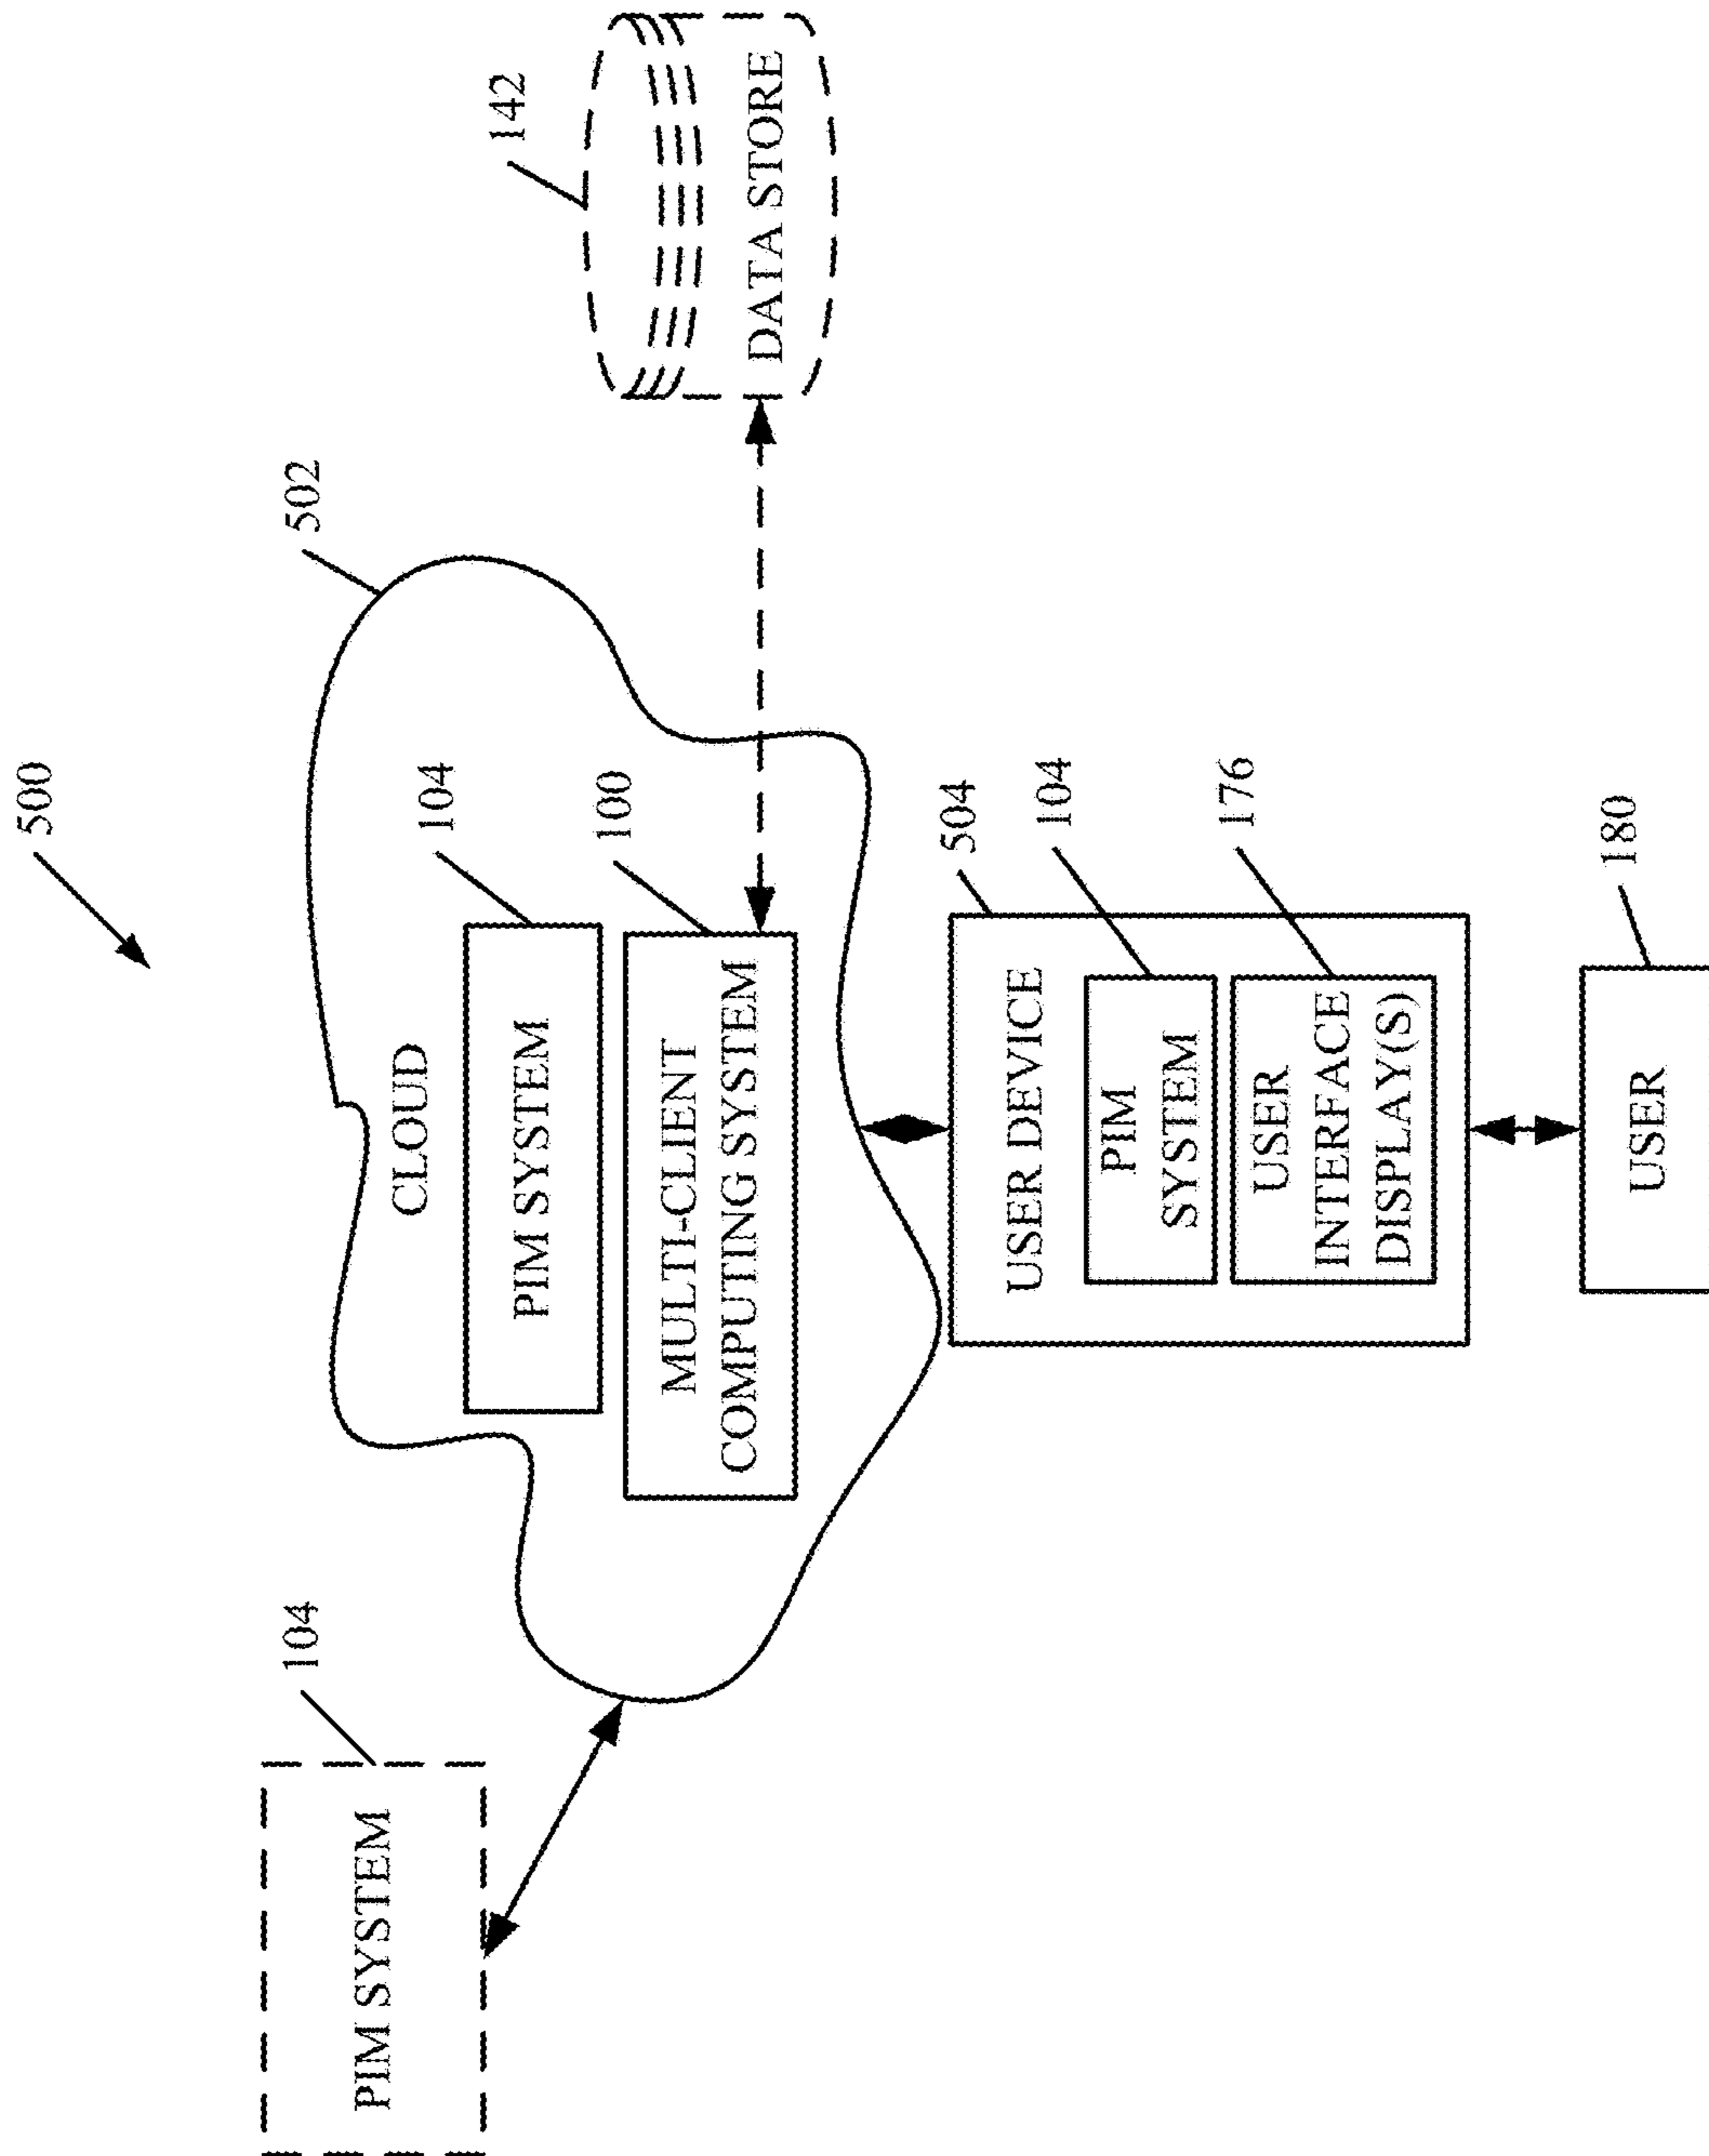 500
502
142
104
CLOUD
104
PIM SYSTEM
100
MULTI-CLIENT
COMPUTING SYSTEM
DATA STORE
PIM SYSTEM
504
USER DEVICE
104
PIM
SYSTEM
176
USER
INTERFACE
DISPLAY(S)
180
USER